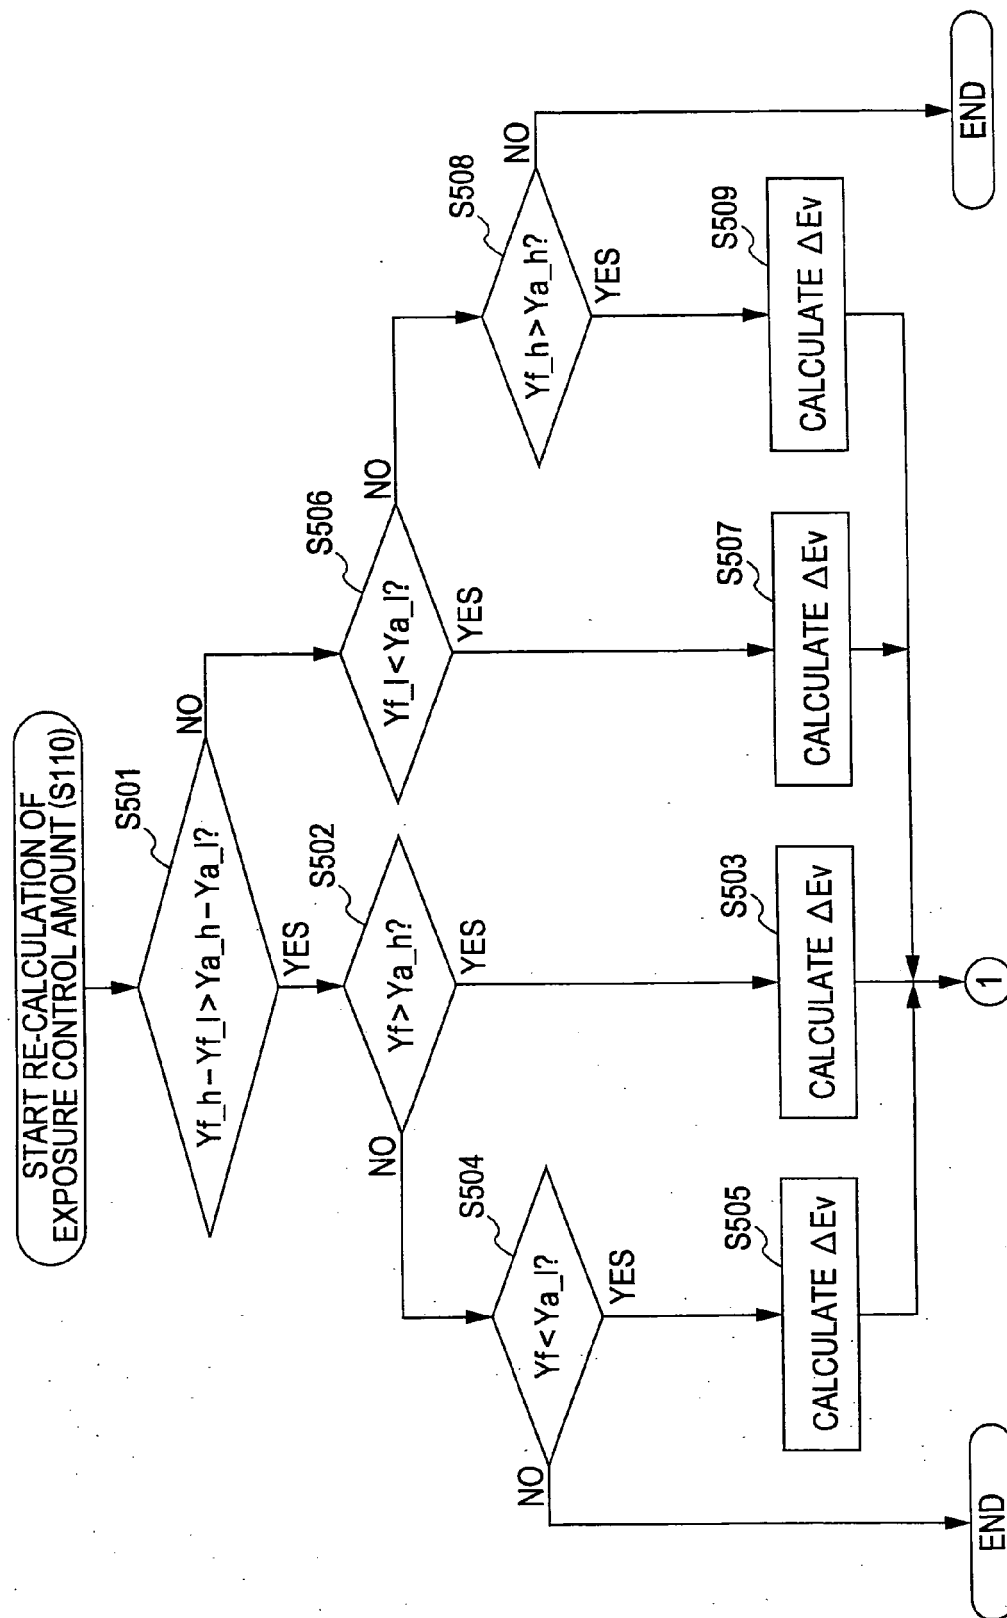 START RE-CALCULATION OF
EXPOSURE CONTROL AMOUNT (S110)
S501
Yf_h-Yf_l>Ya_h-Ya_l?
NO
YES
S502
Yf>Ya_h?
NO
YES
S506
Yf_l<Ya_l?
NO
YES
S504
Yf<Ya_l?
NO
YES
S508
Yf_h>Ya_h?
NO
YES
S505
CALCULATE ΔEv
S503
CALCULATE ΔEv
S507
CALCULATE ΔEv
S509
CALCULATE ΔEv
END
1
END